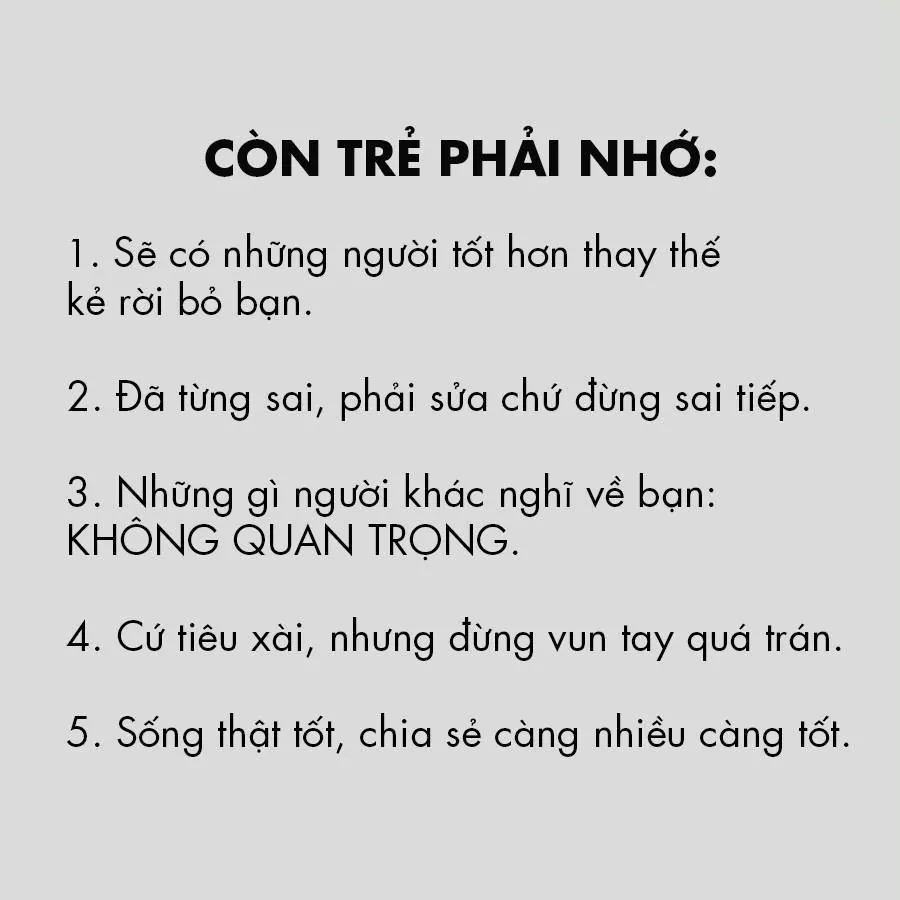 CÒN TRẺ PHẢI NHỚ:
1. Sẽ có những người tốt hơn thay thế
kẻ rời bỏ bạn.
2. Đã từng sai, phải sửa chứ đừng sai tiếp.
3. Những gì người khác nghĩ về bạn:
KHÔNG QUAN TRỌNG.
4. Cứ tiêu xài, nhưng đừng vun tay quá trán.
5. Sống thật tốt, chia sẻ càng nhiều càng tốt.